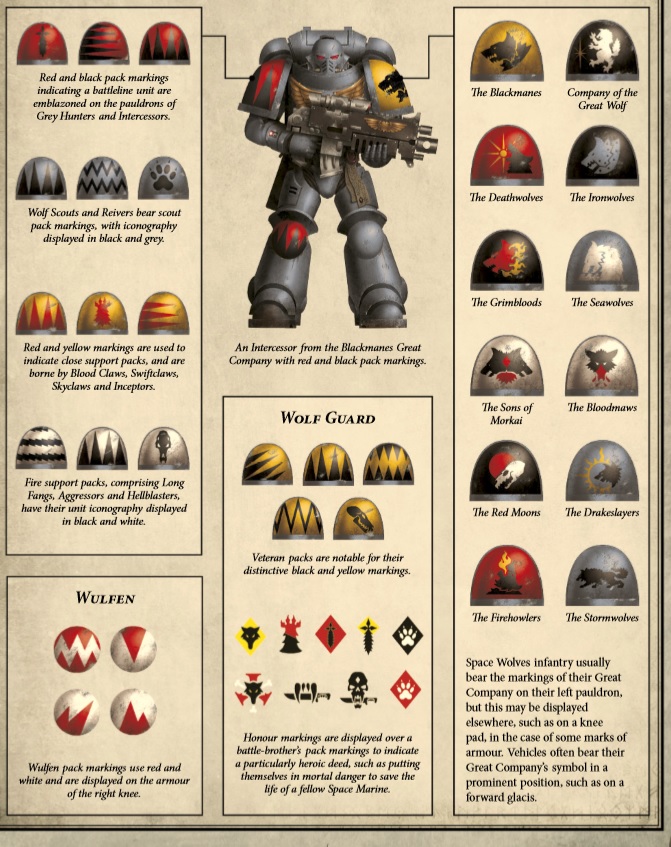 Red and black pack markings
indicating a battleline unit are
emblazoned on the pauldrons of
Grey Hunters and Intercessors.
Wolf Scouts and Reivers bear scout
pack markings, with iconography
displayed in black and grey.
Red and yellow markings are used to
indicate close support packs, and are
borne by Blood Claws, Swiftclaws,
Skyclaws and Inceptors.
Fire support packs, comprising Long
Fangs, Aggressors and Hellblasters,
have their unit iconography displayed
in black and white.
Wulfen
Wulfen pack markings use red and
white and are displayed on the armour
of the right knee.
An Intercessor from the Blackmanes Great
Company with red and black pack markings.
Wolf Guard
Veteran packs are notable for their
distinctive black and yellow markings.
Honour markings are displayed over a
battle-brother's pack markings to indicate
a particularly heroic deed, such as putting
themselves in mortal danger to save the
life of a fellow Space Marine.
The Blackmanes
Company of the
Great Wolf
The Deathwolves
The Ironwolves
The Grimbloods
The Seawolves
The Sons of
Morkai
The Bloodmaws
The Red Moons
The Drakeslayers
The Firehowlers
The Stormwolves
Space Wolves infantry usually
bear the markings of their Great
Company on their left pauldron,
but this may be displayed
elsewhere, such as on a knee
pad, in the case of some marks of
armour. Vehicles often bear their
Great Company's symbol in a
prominent position, such as on a
forward glacis.